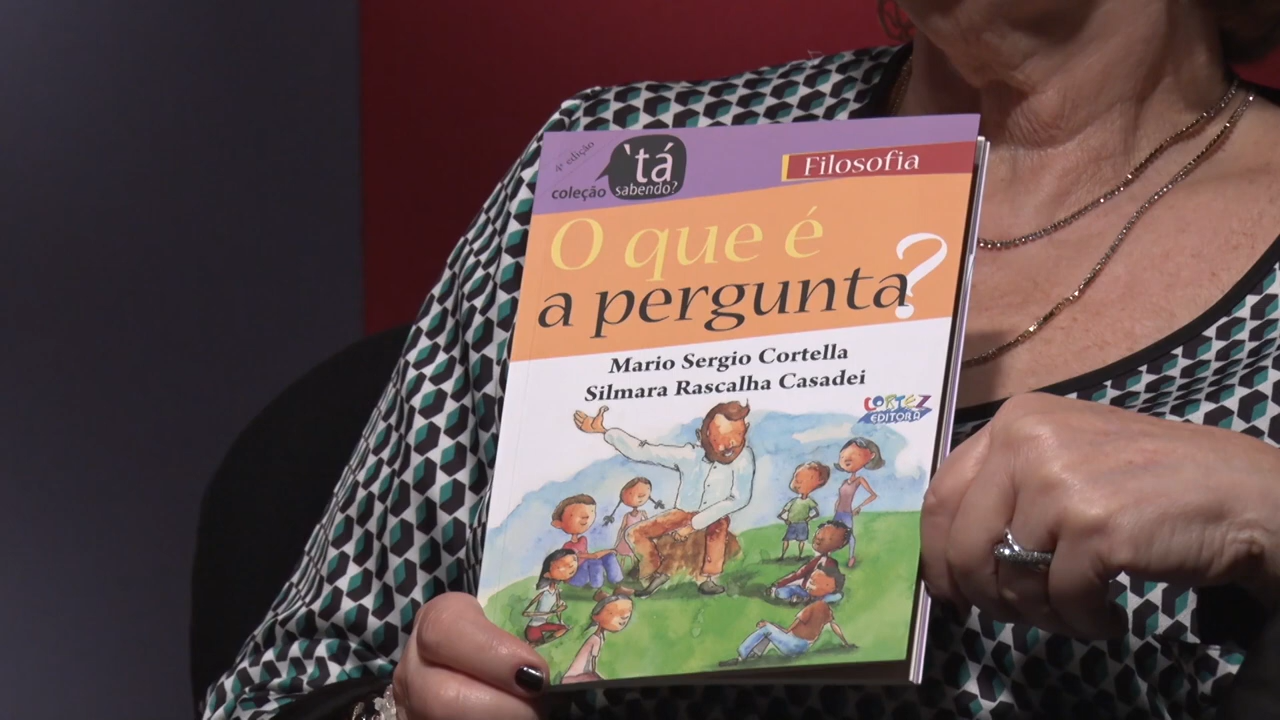 4ª edição
coleção 'tá sabendo?
Filosofia
O que é
a pergunta?
Mario Sergio Cortella
Silmara Rascalha Casadei
CORTEZ
EDITORA